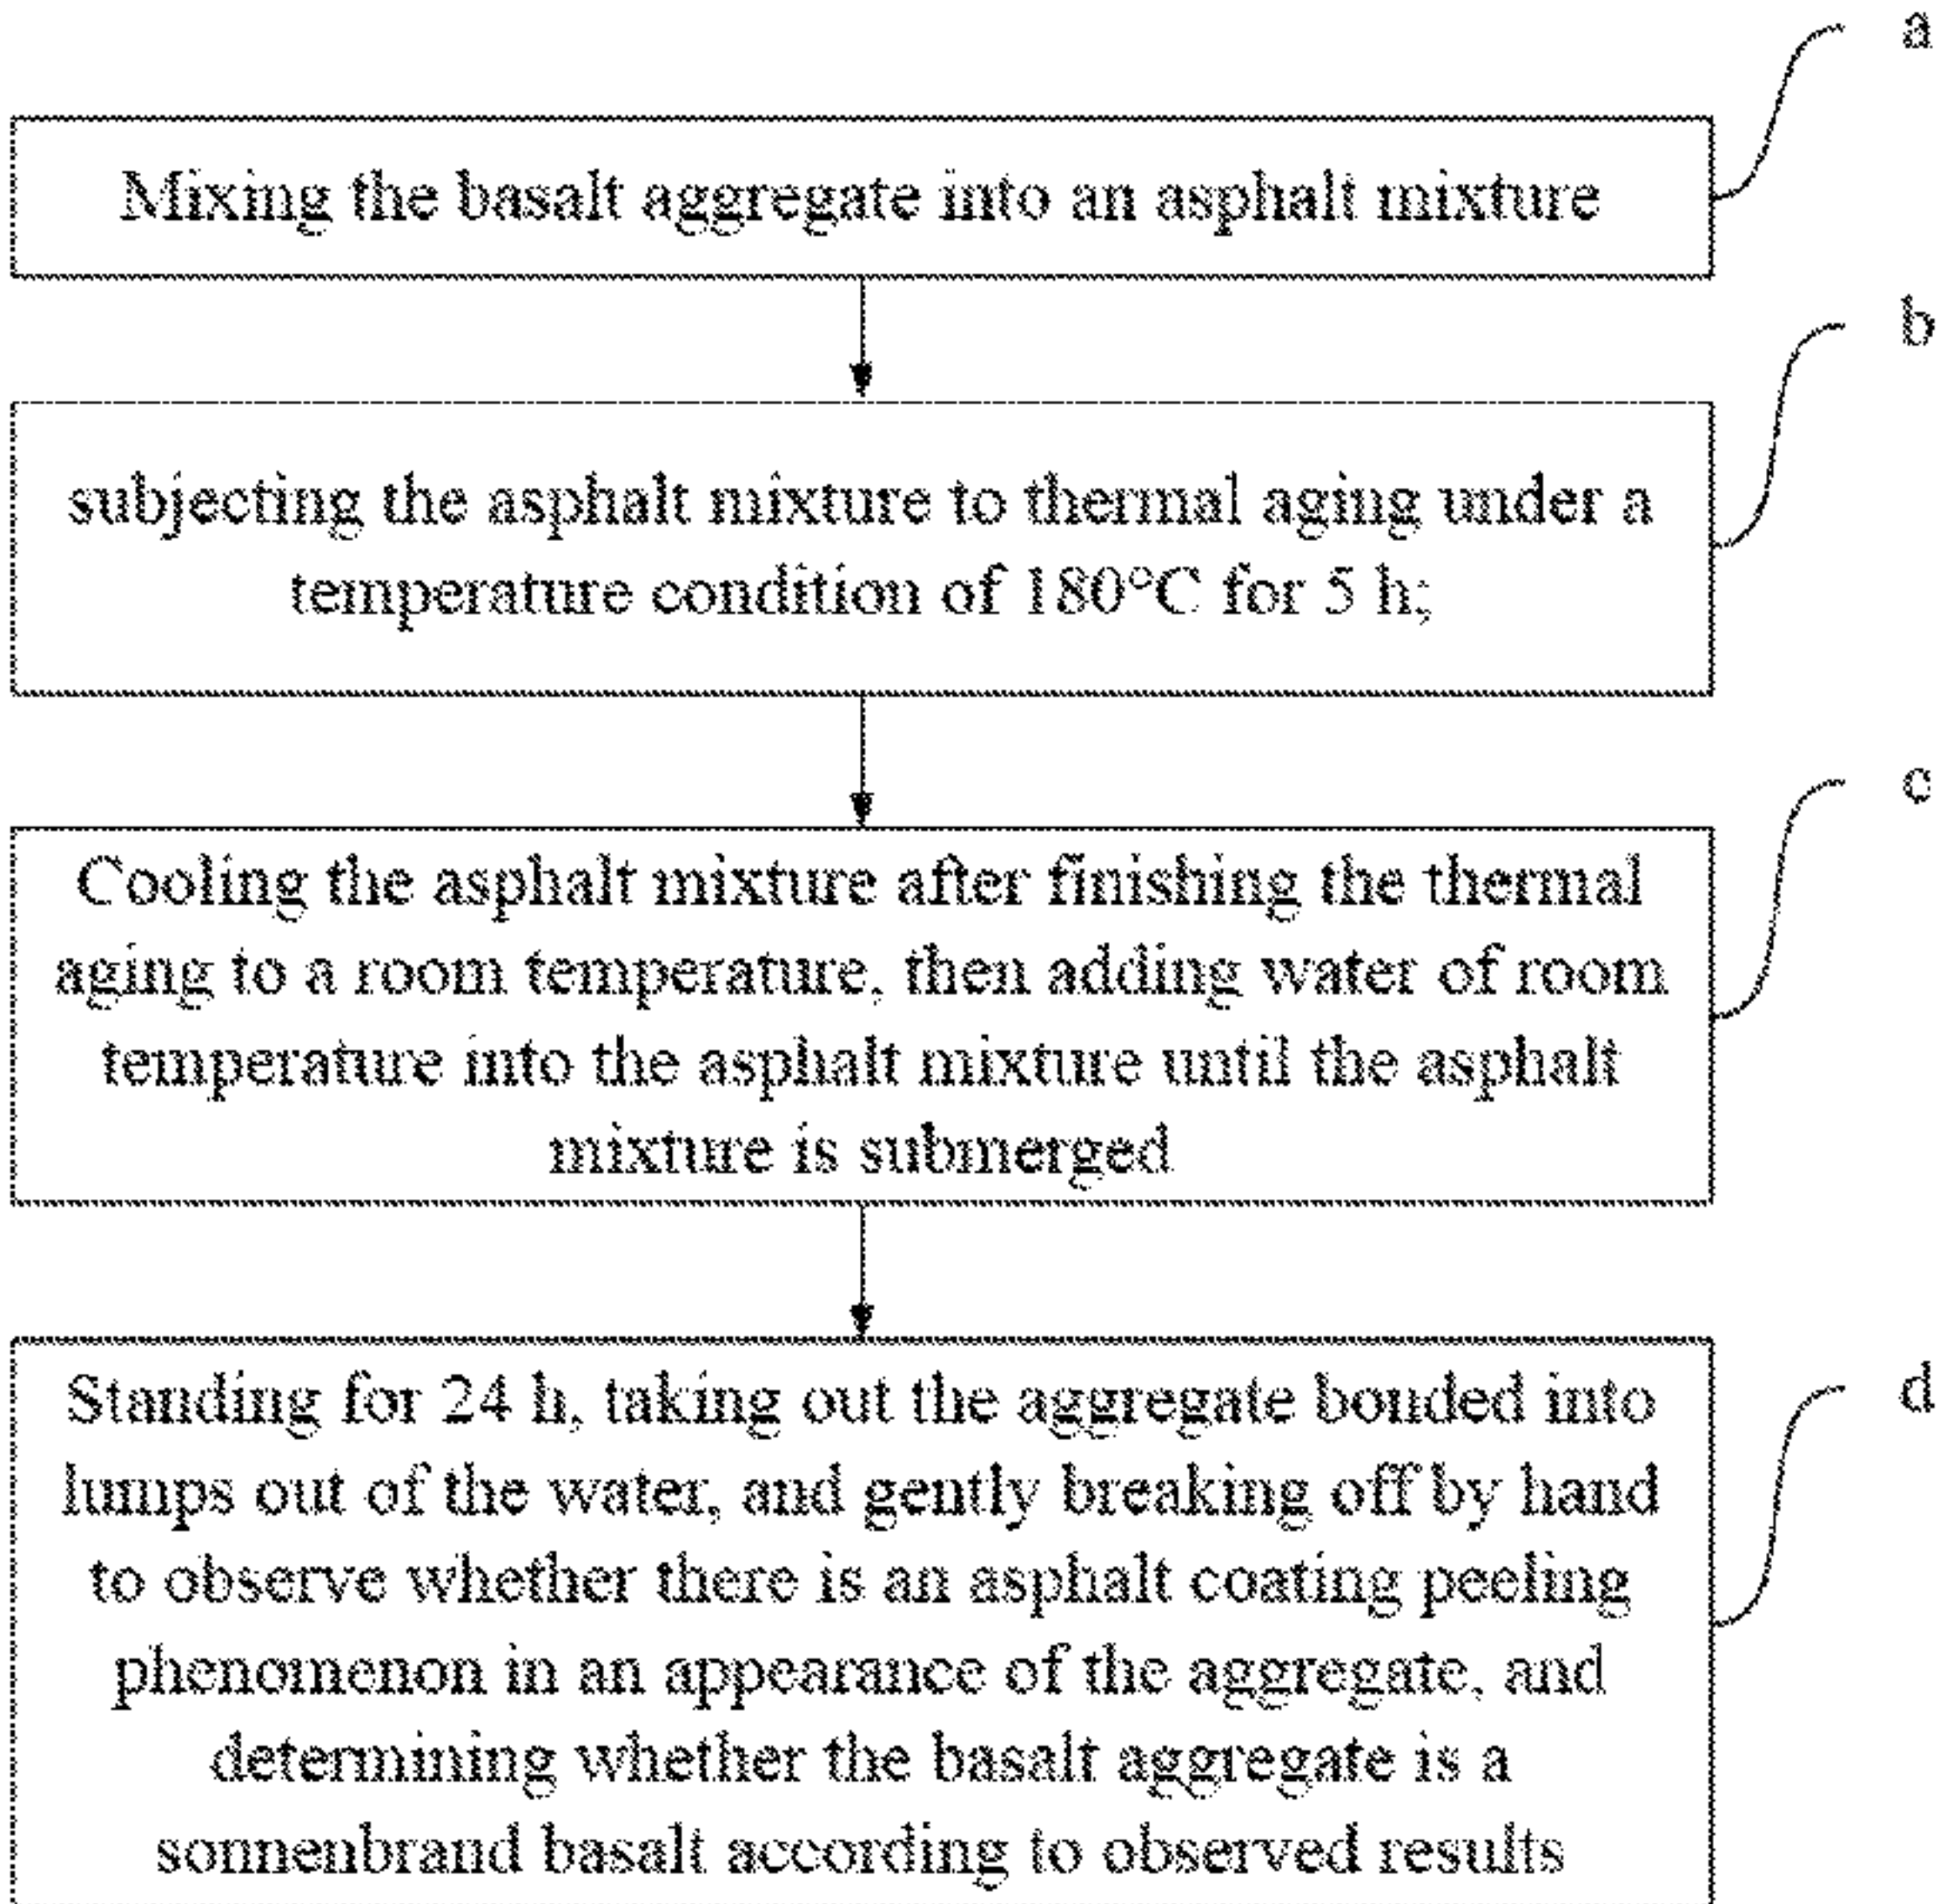 a
Mixing the basalt aggregate into an asphalt mixture
b
subjecting the asphalt mixture to thermal aging under a
temperature condition of 180°C for 5 h;
c
Cooling the asphalt mixture after finishing the thermal
aging to a room temperature, then adding water of room
temperature into the asphalt mixture until the asphalt
mixture is submerged
d
Standing for 24 h, taking out the aggregate bonded into
lumps out of the water, and gently breaking off by hand
to observe whether there is an asphalt coating peeling
phenomenon in an appearance of the aggregate, and
determining whether the basalt aggregate is a
sonnenbrand basalt according to observed results